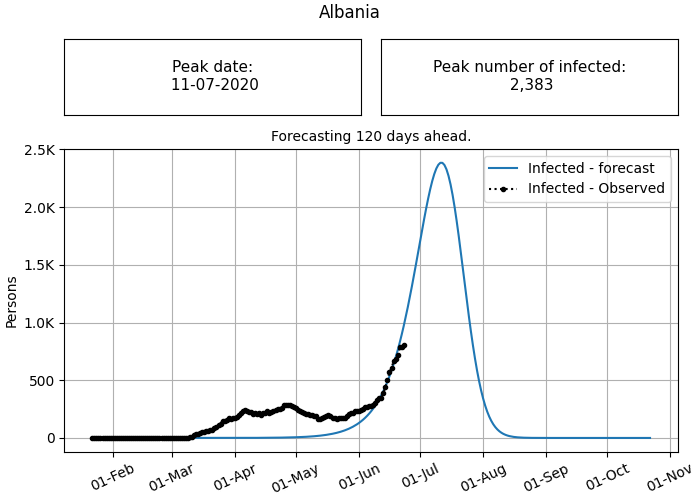 Albania
Peak date:
11-07-2020
Peak number of infected:
2,383
Forecasting 120 days ahead.
2.5K
2.0K
1.5K
1.0K
500
0
Persons
Infected - forecast
Infected - Observed
01-Feb
01-Mar
01-Apr
01-May
01-Jun
01-Jul
01-Aug
01-Sep
01-Oct
01-Nov